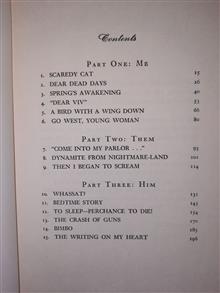 Contents
PART ONE: ME
1. SCAREDY CAT 15
2. DEAR DEAD DAYS 26
3. SPRING'S AWAKENING 40
4. "DEAR VIV" 53
5. A BIRD WITH A WING DOWN 66
6. GO WEST, YOUNG WOMAN 80
PART TWO: THEM
7. "COME INTO MY PARLOR . . ." 93
8. DYNAMITE FROM NIGHTMARE-LAND 102
9. THEN I BEGAN TO SCREAM 114
PART THREE: HIM
10. WHASSAT? 131
11. BEDTIME STORY 151
12. TO SLEEP—PERCHANCE TO DIE! 156
13. THE CRASH OF GUNS 170
14. BIMBO 185
15. THE WRITING ON MY HEART 196